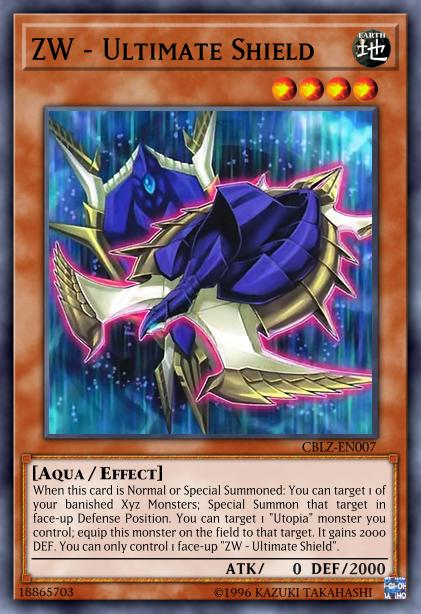 ZW - Ultimate Shield
EARTH
地
CBLZ-EN007
[Aqua / Effect]
When this card is Normal or Special Summoned: You can target 1 of
your banished Xyz Monsters; Special Summon that target in
face-up Defense Position. You can target 1 "Utopia" monster you
control; equip this monster on the field to that target. It gains 2000
DEF. You can only control 1 face-up "ZW - Ultimate Shield".
ATK/ 0 DEF/2000
18865703
©1996 KAZUKI TAKAHASHI